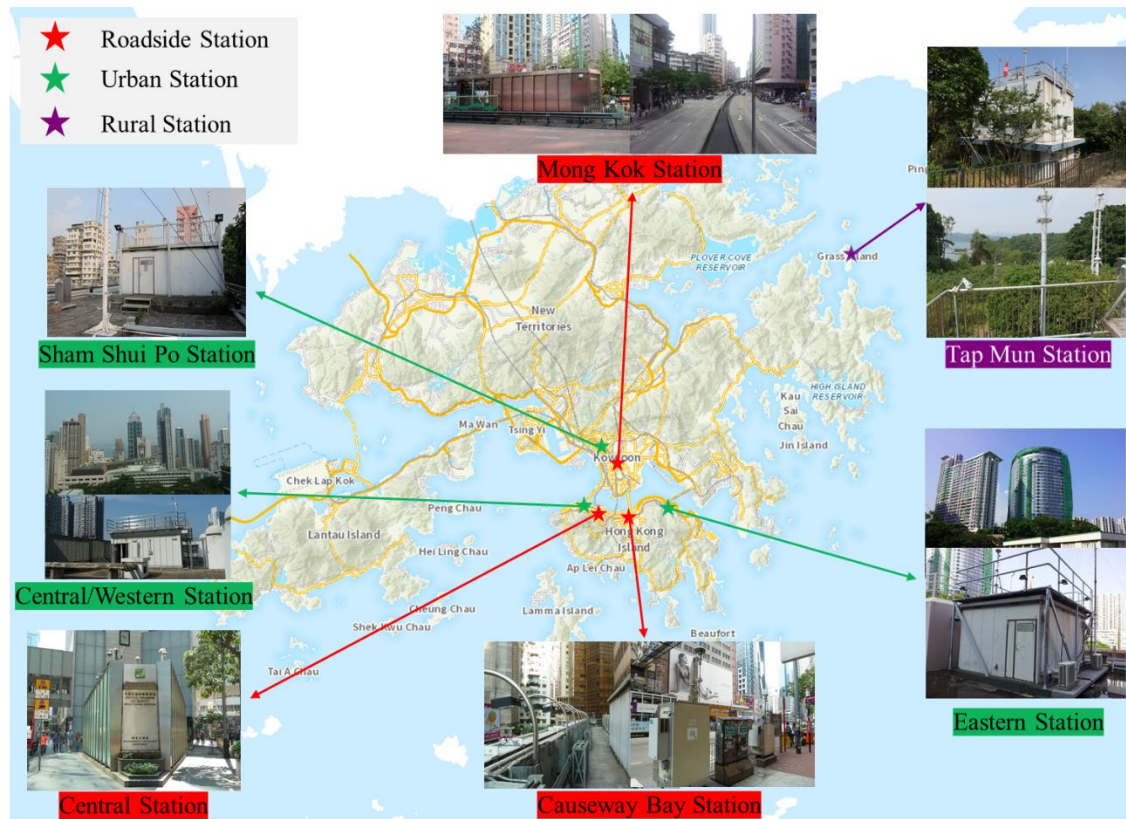 Roadside Station
Urban Station
Rural Station
Mong Kok Station
Sham Shui Po Station
Central/Western Station
Central Station
Causeway Bay Station
Tap Mun Station
Eastern Station
PLOVER COVE
RESERVOIR
Grass Island
New
Territories
HIGH ISLAND
RESERVOIR
Kau
Sai
Chau
Jin Island
Ma Wan
Tsing Yi
Kowloon
Chek Lap Kok
Peng Chau
Lantau Island
Hong Kong
Island
Hei Ling Chau
Ap Lei Chau
Cheung Chau
Lamma Island
Shek Kwu Chau
Beaufort
Tai A Chau